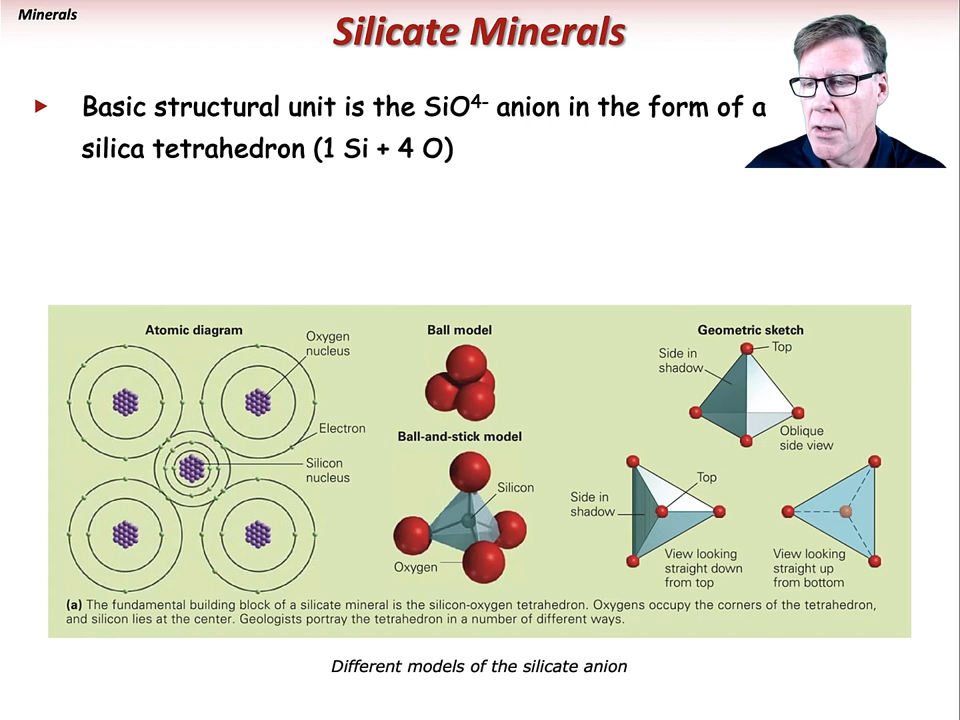 Minerals
Silicate Minerals
▶ Basic structural unit is the SiO⁴⁻ anion in the form of a
silica tetrahedron (1 Si + 4 O)
Atomic diagram
Oxygen
nucleus
Electron
Silicon
nucleus
Ball model
Ball-and-stick model
Silicon
Oxygen
Geometric sketch
Side in
shadow
Top
Oblique
side view
Side in
shadow
Top
View looking
straight down
from top
View looking
straight up
from bottom
(a) The fundamental building block of a silicate mineral is the silicon-oxygen tetrahedron. Oxygens occupy the corners of the tetrahedron,
and silicon lies at the center. Geologists portray the tetrahedron in a number of different ways.
Different models of the silicate anion